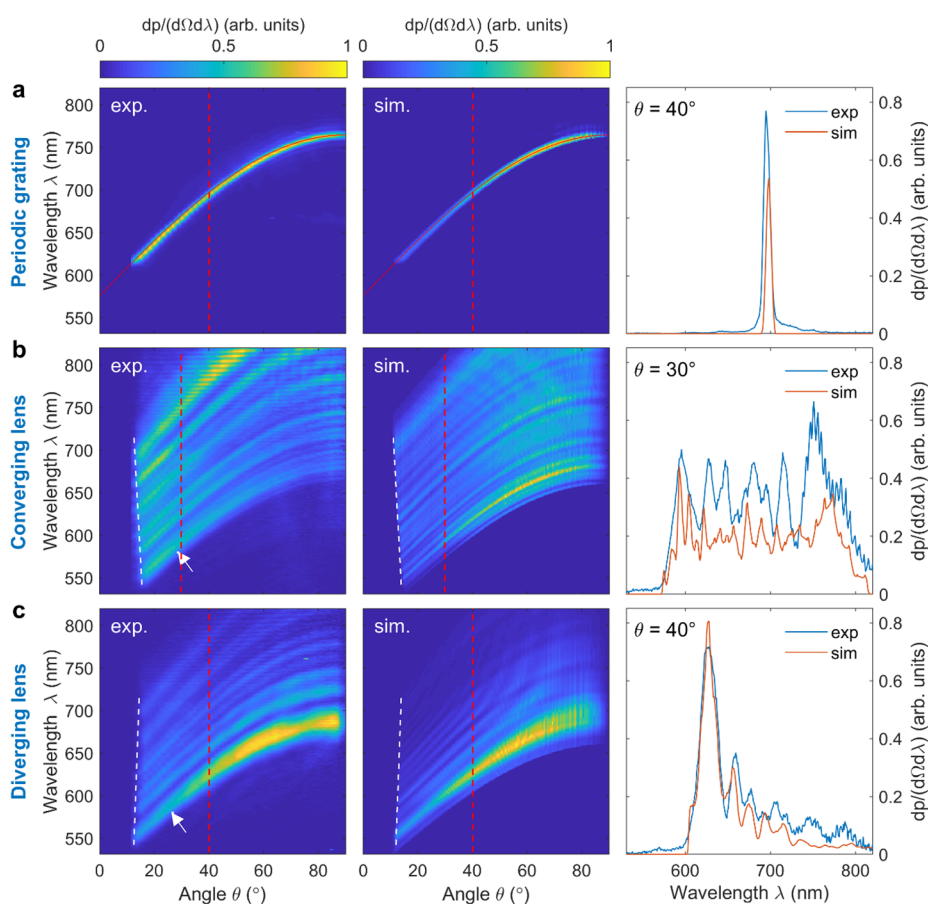 dp/(dΩdλ) (arb. units)
dp/(dΩdλ) (arb. units)
0 0.5 1
0 0.5 1
a
Periodic grating
Wavelength λ (nm)
800
750
700
650
600
550
exp.
sim.
θ = 40°
exp
sim
0.8
0.6
0.4
0.2
0
dp/(dΩdλ) (arb. units)
b
Converging lens
Wavelength λ (nm)
800
750
700
650
600
550
exp.
sim.
θ = 30°
exp
sim
0.8
0.6
0.4
0.2
0
dp/(dΩdλ) (arb. units)
c
Diverging lens
Wavelength λ (nm)
800
750
700
650
600
550
exp.
sim.
θ = 40°
exp
sim
0.8
0.6
0.4
0.2
0
dp/(dΩdλ) (arb. units)
0 20 40 60 80
0 20 40 60 80
600 700 800
Angle θ (°)
Angle θ (°)
Wavelength λ (nm)